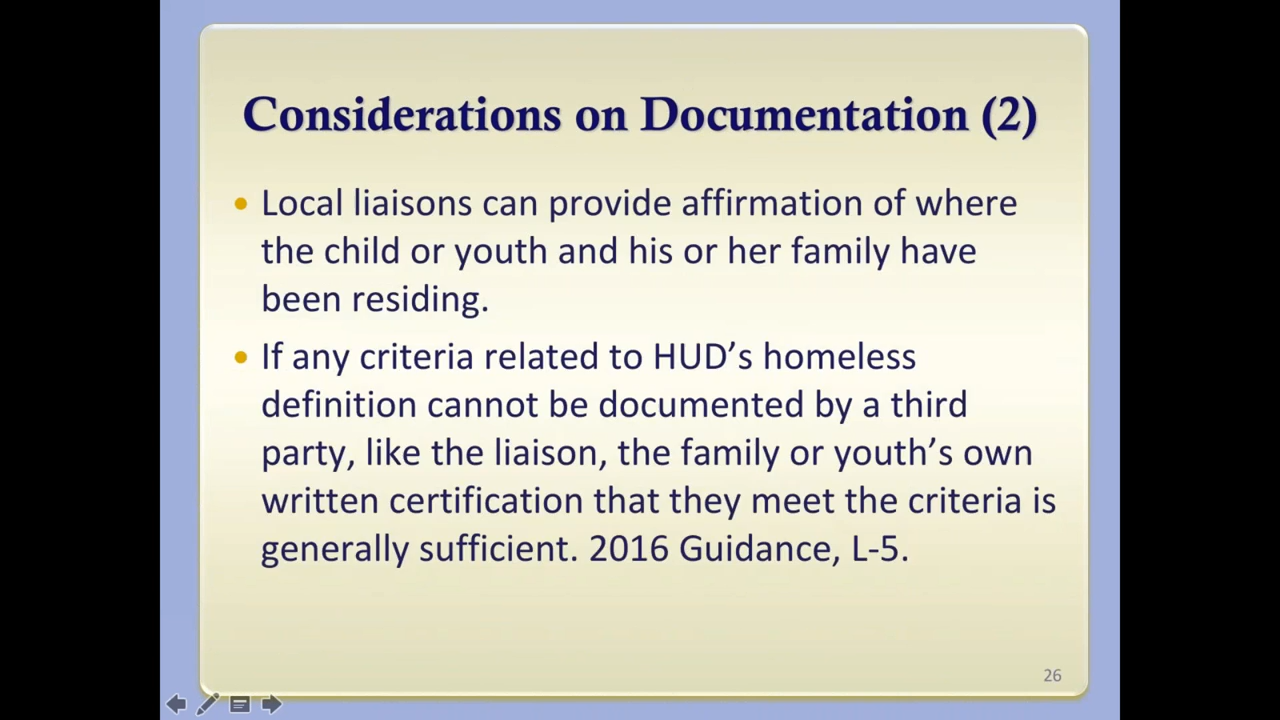 Considerations on Documentation (2)
• Local liaisons can provide affirmation of where
the child or youth and his or her family have
been residing.
• If any criteria related to HUD’s homeless
definition cannot be documented by a third
party, like the liaison, the family or youth’s own
written certification that they meet the criteria is
generally sufficient. 2016 Guidance, L-5.
26